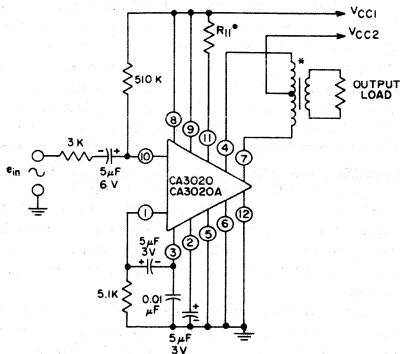 VCC1
R11*
VCC2
*
510 K
OUTPUT
LOAD
8
9
11
4
3 K
- +
10
7
ein
5µF
6 V
CA3020
CA3020A
12
1
5µF
3V
+ -
3
2
5
6
5.1K
0.01
µF
+
-
5µF
3V